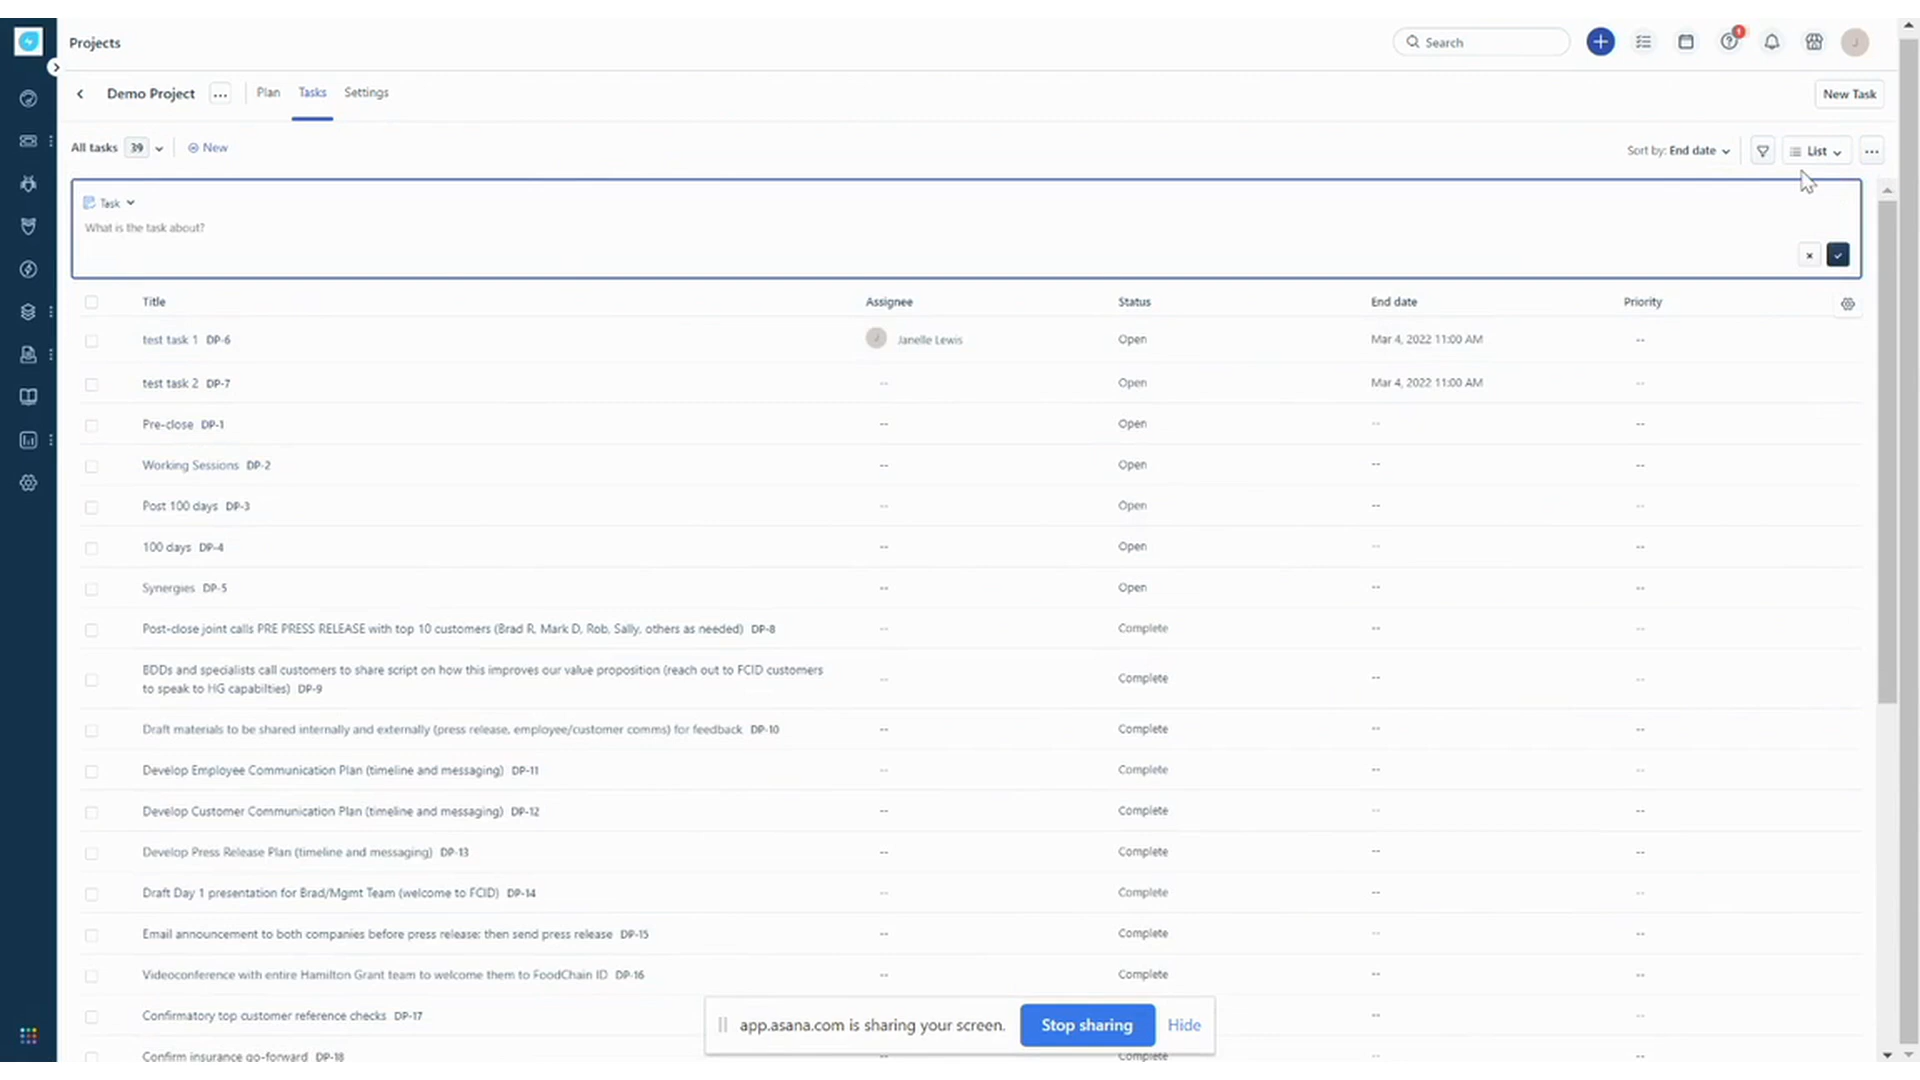 Projects
Search
1
J
Demo Project
...
Plan
Tasks
Settings
New Task
All tasks 39
New
Sort by: End date
List
...
Task
What is the task about?
Title Assignee Status End date Priority
test task 1 DP-6 J Janelle Lewis Open Mar 4, 2022 11:00 AM --
test task 2 DP-7 -- Open Mar 4, 2022 11:00 AM --
Pre-close DP-1 -- Open -- --
Working Sessions DP-2 -- Open -- --
Post 100 days DP-3 -- Open -- --
100 days DP-4 -- Open -- --
Synergies DP-5 -- Open -- --
Post-close joint calls PRE PRESS RELEASE with top 10 customers (Brad R, Mark D, Rob, Sally, others as needed) DP-8 -- Complete -- --
BDDs and specialists call customers to share script on how this improves our value proposition (reach out to FCID customers
to speak to HG capabilties) DP-9 -- Complete -- --
Draft materials to be shared internally and externally (press release, employee/customer comms) for feedback DP-10 -- Complete -- --
Develop Employee Communication Plan (timeline and messaging) DP-11 -- Complete -- --
Develop Customer Communication Plan (timeline and messaging) DP-12 -- Complete -- --
Develop Press Release Plan (timeline and messaging) DP-13 -- Complete -- --
Draft Day 1 presentation for Brad/Mgmt Team (welcome to FCID) DP-14 -- Complete -- --
Email announcement to both companies before press release; then send press release DP-15 -- Complete -- --
Videoconference with entire Hamilton Grant team to welcome them to FoodChain ID DP-16 -- Complete -- --
Confirmatory top customer reference checks DP-17 -- --
app.asana.com is sharing your screen. Stop sharing Hide
Confirm insurance go-forward DP-18 Complete -- --